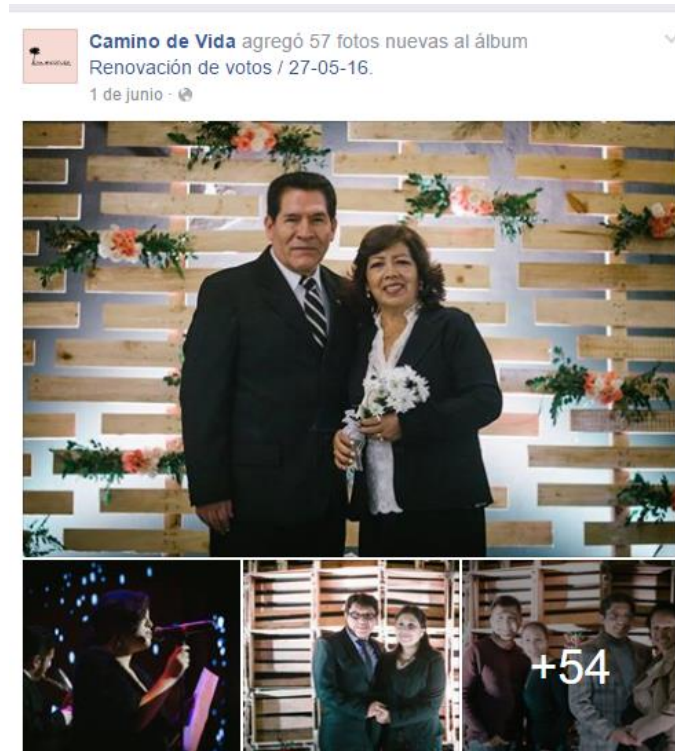 Camino de Vida agregó 57 fotos nuevas al álbum
Renovación de votos / 27-05-16.
1 de junio ·
+54